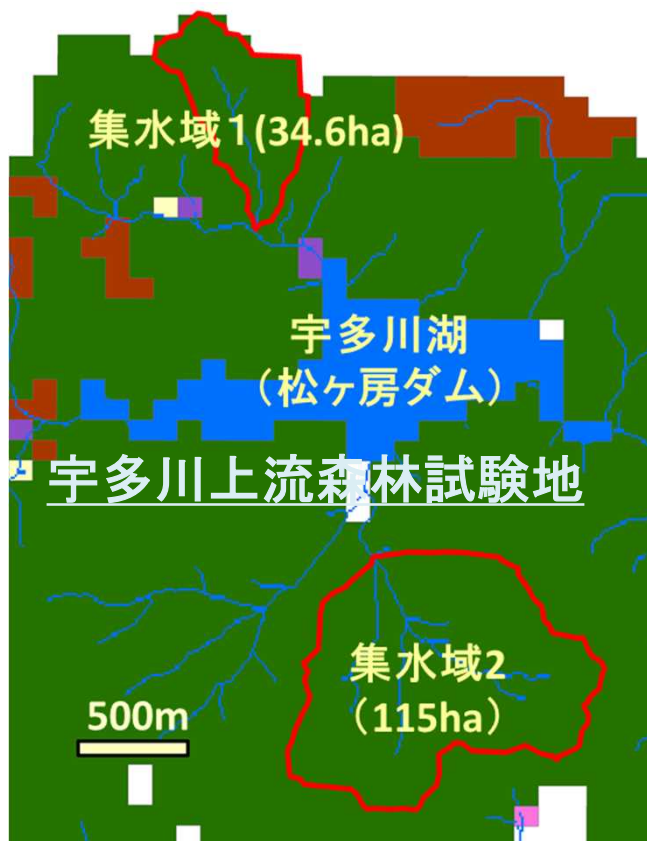 集水域1(34.6ha)
宇多川湖
（松ヶ房ダム）
宇多川上流森林試験地
集水域2
（115ha）
500m